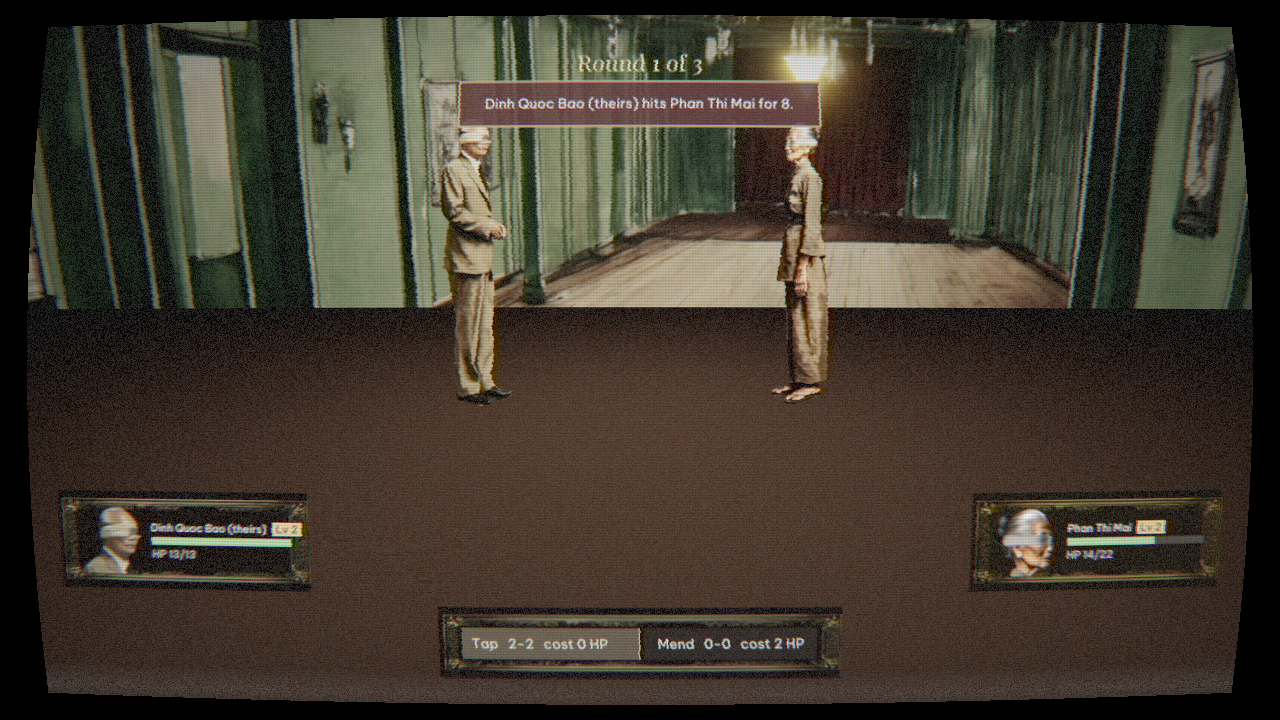 Round 1 of 3
Dinh Quoc Bao (theirs) hits Phan Thi Mai for 8.
Dinh Quoc Bao (theirs) Lv 2
HP 13/13
Phan Thi Mai Lv 2
HP 14/22
Tap 2-2 cost 0 HP
Mend 0-0 cost 2 HP